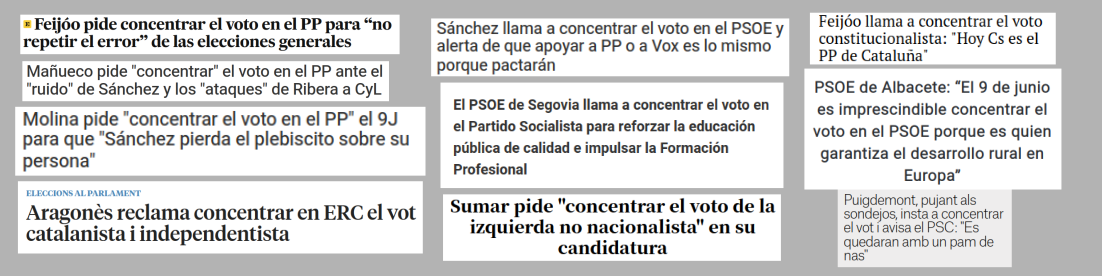 E Feijóo pide concentrar el voto en el PP para “no
repetir el error” de las elecciones generales
Mañueco pide "concentrar" el voto en el PP ante el
"ruido" de Sánchez y los "ataques" de Ribera a CyL
Molina pide "concentrar el voto en el PP" el 9J
para que "Sánchez pierda el plebiscito sobre su
persona"
ELECCIONS AL PARLAMENT
Aragonès reclama concentrar en ERC el vot
catalanista i independentista
Sánchez llama a concentrar el voto en el PSOE y
alerta de que apoyar a PP o a Vox es lo mismo
porque pactarán
El PSOE de Segovia llama a concentrar el voto en
el Partido Socialista para reforzar la educación
pública de calidad e impulsar la Formación
Profesional
Sumar pide "concentrar el voto de la
izquierda no nacionalista" en su
candidatura
Feijóo llama a concentrar el voto
constitucionalista: "Hoy Cs es el
PP de Cataluña"
PSOE de Albacete: “El 9 de junio
es imprescindible concentrar el
voto en el PSOE porque es quien
garantiza el desarrollo rural en
Europa”
Puigdemont, pujant als
sondejos, insta a concentrar
el vot i avisa el PSC: "Es
quedaran amb un pam de
nas"